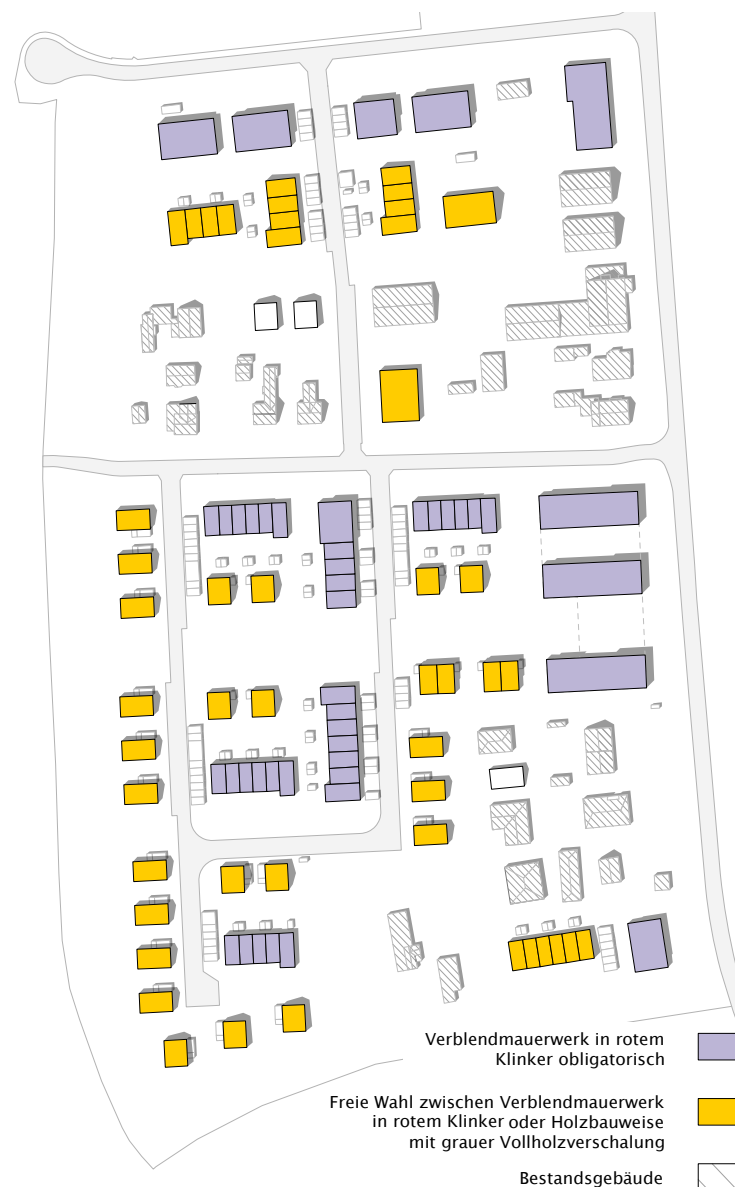 Verblendmauerwerk in rotem
Klinker obligatorisch
Freie Wahl zwischen Verblendmauerwerk
in rotem Klinker oder Holzbauweise
mit grauer Vollholzverschalung
Bestandsgebäude